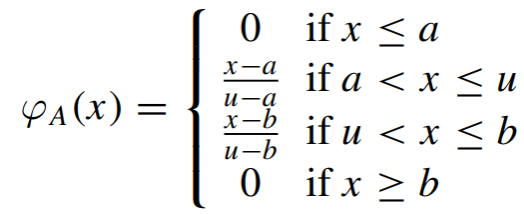 0 if x ≤ a
x−a/u−a if a < x ≤ u
φ_A(x) = {
x−b/u−b if u < x ≤ b
0 if x ≥ b